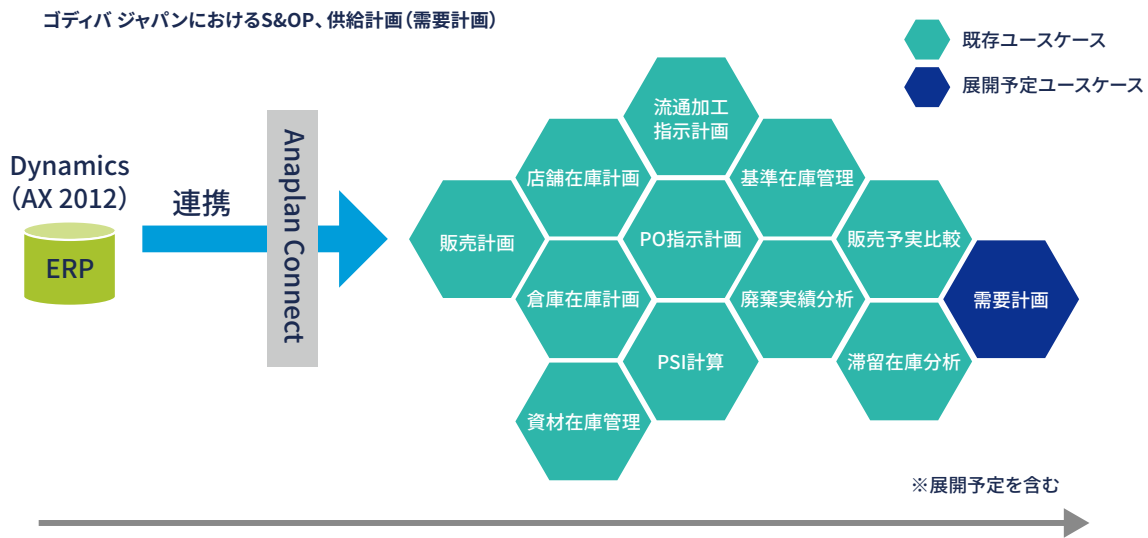 ゴディバ ジャパンにおけるS&OP、供給計画（需要計画）
既存ユースケース
展開予定ユースケース
Dynamics
（AX 2012）
ERP
連携
Anaplan Connect
販売計画
店舗在庫計画
倉庫在庫計画
資材在庫管理
流通加工
指示計画
PO指示計画
PSI計算
基準在庫管理
廃棄実績分析
販売予実比較
滞留在庫分析
需要計画
※展開予定を含む